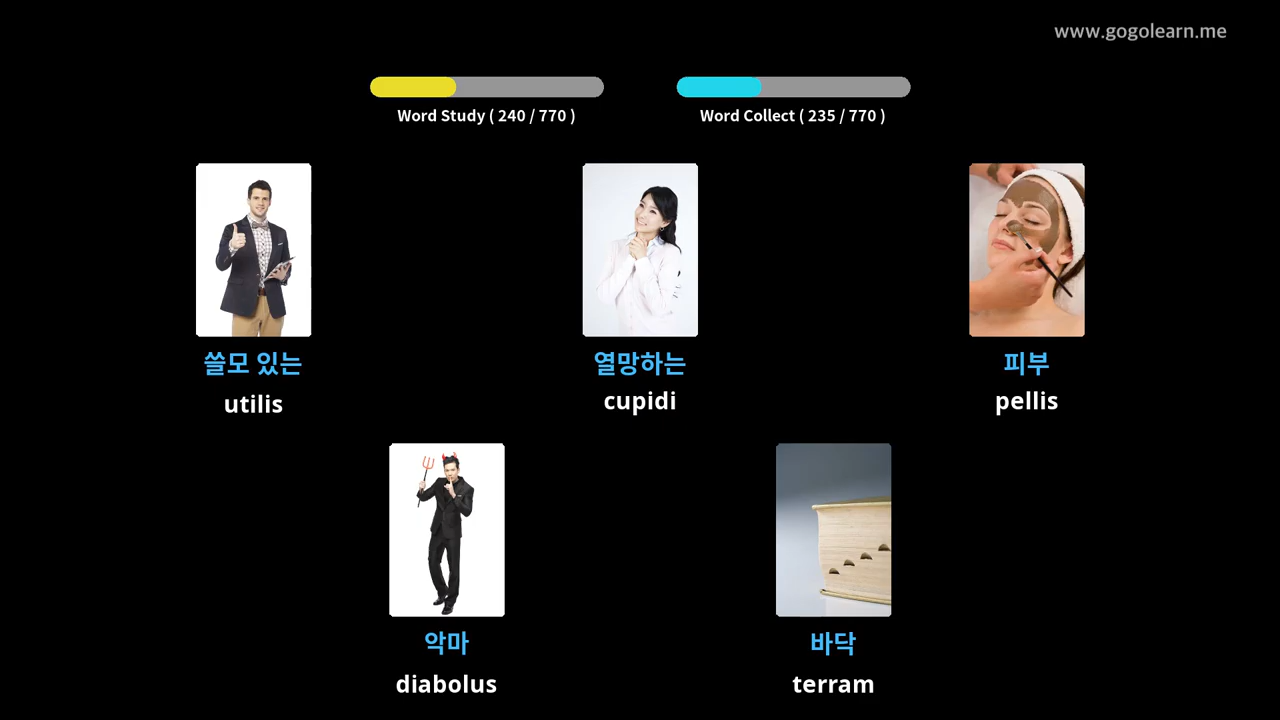 www.gogolearn.me
Word Study ( 240 / 770 )
Word Collect ( 235 / 770 )
쓸모 있는
utilis
열망하는
cupidi
피부
pellis
악마
diabolus
바닥
terram